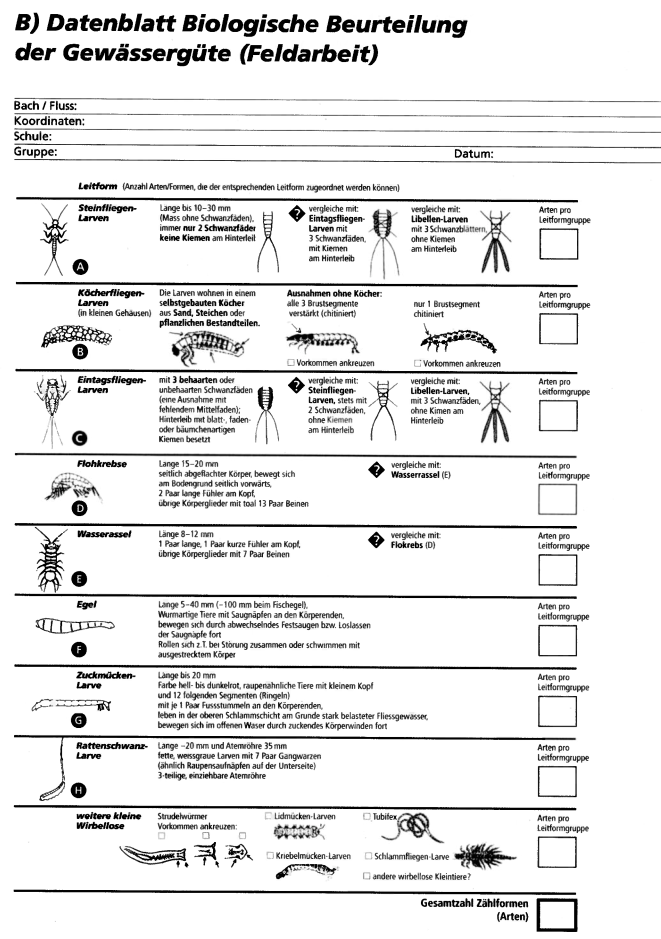 B) Datenblatt Biologische Beurteilung
der Gewässergüte (Feldarbeit)
Bach / Fluss:
Koordinaten:
Schule:
Gruppe:
Datum:
Leitform (Anzahl Arten/Formen, die der entsprechenden Leitform zugeordnet werden können)
Steinfliegen-
Larven
A
Lange bis 10–30 mm
(Mass ohne Schwanzfäden),
immer nur 2 Schwanzfäder
keine Kiemen am Hinterleil
?
vergleiche mit:
Eintagsfliegen-
Larven mit
3 Schwanzfäden,
mit Kiemen
am Hinterleib
vergleiche mit:
Libellen-Larven
mit 3 Schwanzblättern,
ohne Kiemen
am Hinterleib
Arten pro
Leitformgruppe
Köcherfliegen-
Larven
(in kleinen Gehäusen)
B
Die Larven wohnen in einem
selbstgebauten Köcher
aus Sand, Steichen oder
pflanzlichen Bestandteilen.
Ausnahmen ohne Köcher:
alle 3 Brustsegmente
verstärkt (chitiniert)
Vorkommen ankreuzen
nur 1 Brustsegment
chitiniert
Vorkommen ankreuzen
Arten pro
Leitformgruppe
Eintagsfliegen-
Larven
C
mit 3 behaarten oder
unbehaarten Schwanzfäden
(eine Ausnahme mit
fehlendem Mittelfaden);
Hinterleib mit blatt-, faden-
oder bäumchenartigen
Kiemen besetzt
?
vergleiche mit:
Steinfliegen-
Larven, stets mit
2 Schwanzfäden,
ohne Kiemen
am Hinterleib
vergleiche mit:
Libellen-Larven,
mit 3 Schwanzfäden,
ohne Kimen am
Hinterleib
Arten pro
Leitformgruppe
Flohkrebse
D
Lange 15–20 mm
seitlich abgeflachter Körper, bewegt sich
am Bodengrund seitlich vorwärts,
2 Paar lange Fühler am Kopf,
übrige Körperglieder mit toal 13 Paar Beinen
?
vergleiche mit:
Wasserrassel (E)
Arten pro
Leitformgruppe
Wasserassel
E
Länge 8–12 mm
1 Paar lange, 1 Paar kurze Fühler am Kopf,
übrige Körperglieder mit 7 Paar Beinen
?
vergleiche mit:
Flokrebs (D)
Arten pro
Leitformgruppe
Egel
F
Lange 5–40 mm (–100 mm beim Fischegel),
Wurmartige Tiere mit Saugnäpfen an den Körperenden,
bewegen sich durch abwechselndes Festsaugen bzw. Loslassen
der Saugnäpfe fort
Rollen sich z.T. bei Störung zusammen oder schwimmen mit
ausgestrecktem Körper
Arten pro
Leitformgruppe
Zuckmücken-
Larve
G
Länge bis 20 mm
Farbe hell- bis dunkelrot, raupenähnliche Tiere mit kleinem Kopf
und 12 folgenden Segmenten (Ringeln)
mit je 1 Paar Fussstummeln an den Körperenden,
leben in der oberen Schlammschicht am Grunde stark belasteter Fliessgewässer,
bewegen sich im offenen Waser durch zuckendes Körperwinden fort
Arten pro
Leitformgruppe
Rattenschwanz-
Larve
H
Lange –20 mm und Atemröhre 35 mm
fette, weissgraue Larven mit 7 Paar Gangwarzen
(ähnlich Raupensaufnäpfen auf der Unterseite)
3-teilige, einziehbare Atemröhre
Arten pro
Leitformgruppe
weitere kleine
Wirbellose
Strudelwürmer
Vorkommen ankreuzen:
Lidmücken-Larven
Kriebelmücken-Larven
Tubifex
Schlammfliegen-Larve
andere wirbellose Kleintiere?
Arten pro
Leitformgruppe
Gesamtzahl Zählformen
(Arten)